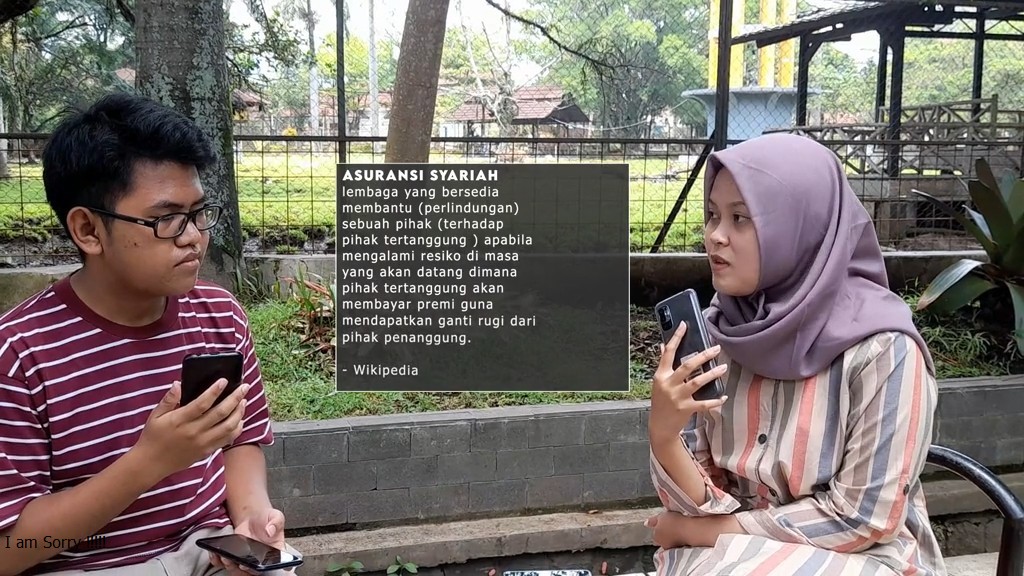 ASURANSI SYARIAH
lembaga yang bersedia
membantu (perlindungan)
sebuah pihak (terhadap
pihak tertanggung ) apabila
mengalami resiko di masa
yang akan datang dimana
pihak tertanggung akan
membayar premi guna
mendapatkan ganti rugi dari
pihak penanggung.
- Wikipedia
I am Sorry !!!!